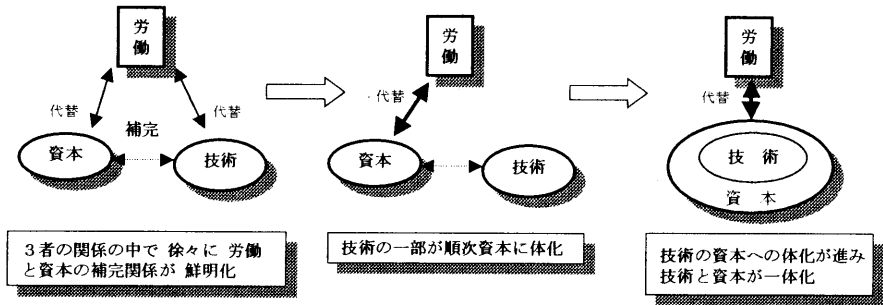 労
働
代替
代替
補完
資本
技術
3者の関係の中で 徐々に 労働
と資本の補完関係が 鮮明化
労
働
代替
資本
技術
技術の一部が順次資本に体化
労
働
代替
技 術
資 本
技術の資本への体化が進み
技術と資本が一体化